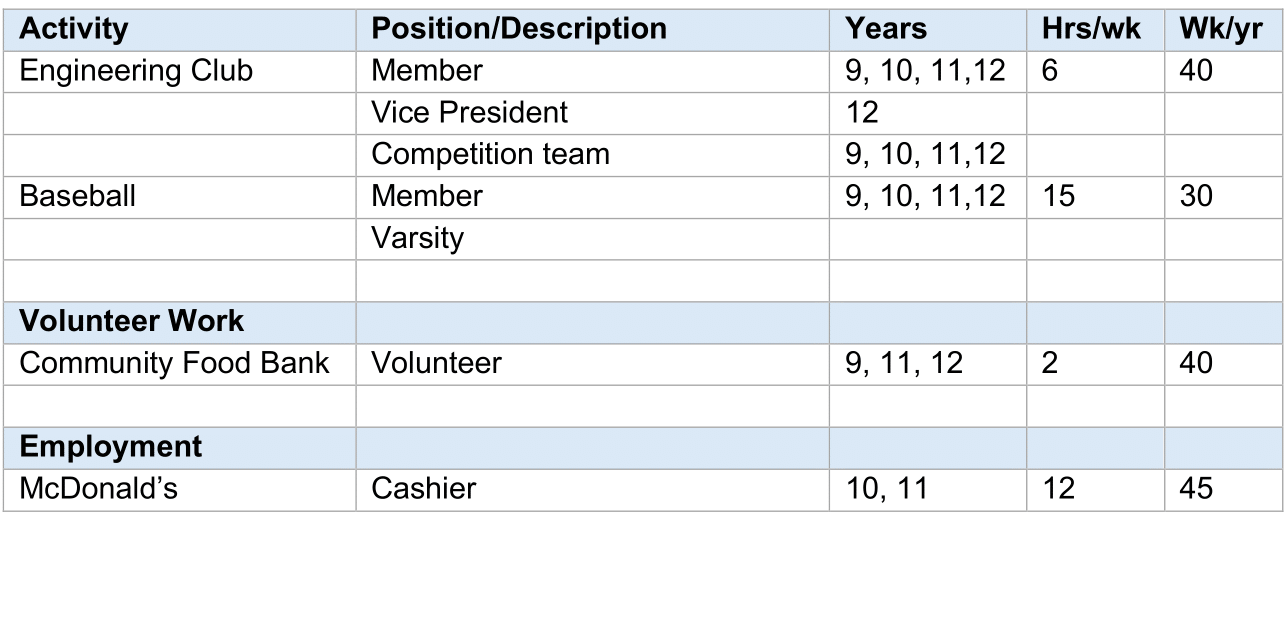 Activity Position/Description Years Hrs/wk Wk/yr
Engineering Club Member 9, 10, 11,12 6 40
Vice President 12
Competition team 9, 10, 11,12
Baseball Member 9, 10, 11,12 15 30
Varsity
Volunteer Work
Community Food Bank Volunteer 9, 11, 12 2 40
Employment
McDonald’s Cashier 10, 11 12 45